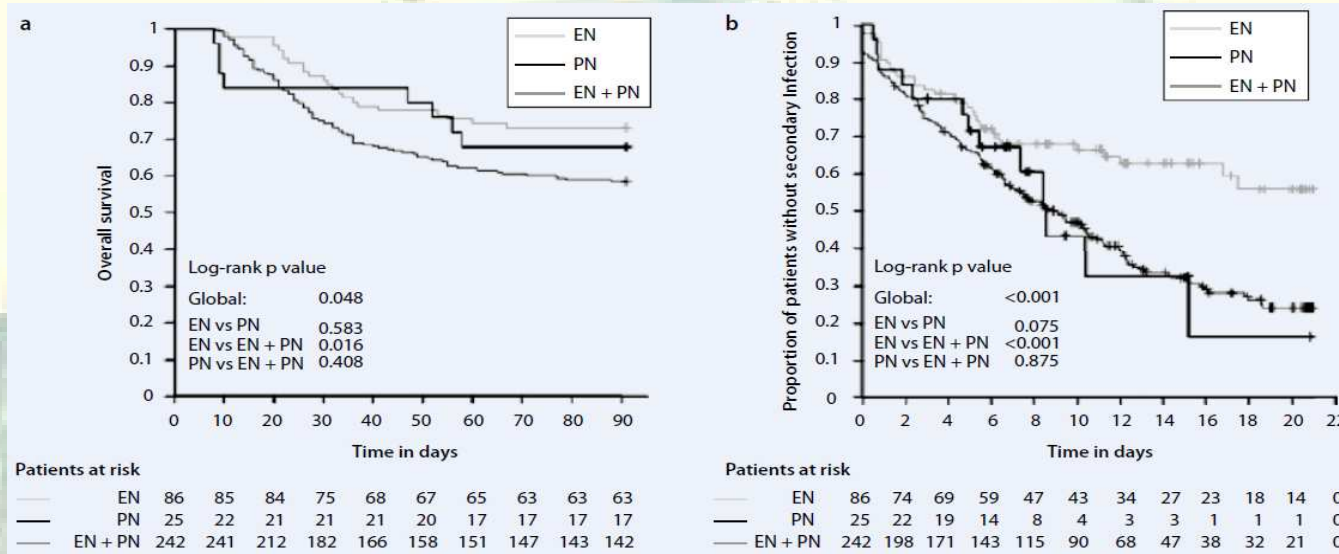 a
EN
PN
EN + PN
Overall survival
1
0.9
0.8
0.7
0.6
0.5
0.4
0.3
0.2
0.1
0
Log-rank p value
Global: 0.048
EN vs PN 0.583
EN vs EN + PN 0.016
PN vs EN + PN 0.408
0 10 20 30 40 50 60 70 80 90
Time in days
Patients at risk
EN 86 85 84 75 68 67 65 63 63 63
PN 25 22 21 21 21 20 17 17 17 17
EN + PN 242 241 212 182 166 158 151 147 143 142
b
EN
PN
EN + PN
Proportion of patients without secondary Infection
1
0.9
0.8
0.7
0.6
0.5
0.4
0.3
0.2
0.1
0
Log-rank p value
Global: <0.001
EN vs PN 0.075
EN vs EN + PN <0.001
PN vs EN + PN 0.875
0 2 4 6 8 10 12 14 16 18 20 22
Time in days
Patients at risk
EN 86 74 69 59 47 43 34 27 23 18 14 0
PN 25 22 19 14 8 4 3 3 1 1 1 0
EN + PN 242 198 171 143 115 90 68 47 38 32 21 0